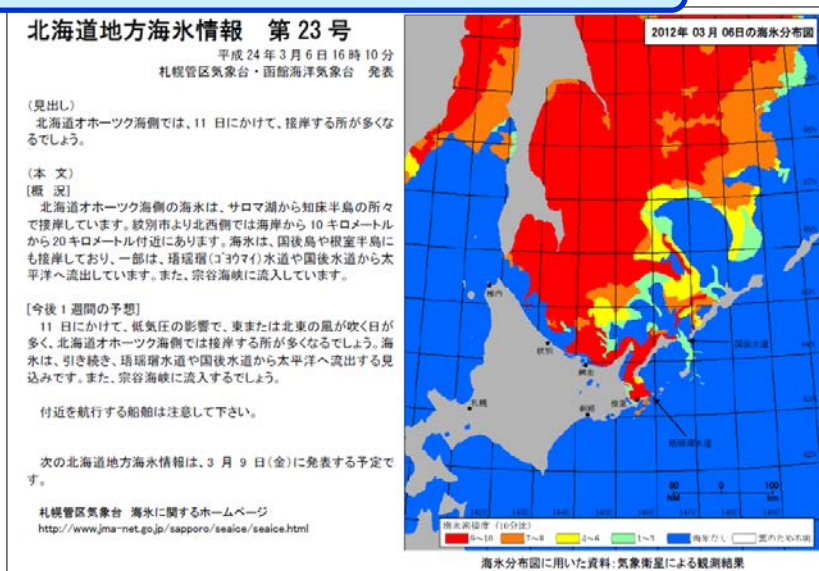 北海道地方海氷情報 第23号
平成24年3月6日16時10分
札幌管区気象台・函館海洋気象台 発表
(見出し)
北海道オホーツク海側では、11 日にかけて、接岸する所が多くな
るでしょう。
(本 文)
[概 況]
北海道オホーツク海側の海氷は、サロマ湖から知床半島の所々
で接岸しています。紋別市より北西側では海岸から 10 キロメートル
から20キロメートル付近にあります。海氷は、国後島や根室半島に
も接岸しており、一部は、珸瑶瑁(ゴヨウマイ)水道や国後水道から太
平洋へ流出しています。また、宗谷海峡に流入しています。
[今後1週間の予想]
11 日にかけて、低気圧の影響で、東または北東の風が吹く日が
多く、北海道オホーツク海側では接岸する所が多くなるでしょう。海
氷は、引き続き、珸瑶瑁水道や国後水道から太平洋へ流出する見
込みです。また、宗谷海峡に流入するでしょう。
付近を航行する船舶は注意して下さい。
次の北海道地方海氷情報は、3 月 9 日(金)に発表する予定で
す。
札幌管区気象台 海氷に関するホームページ
http://www.jma-net.go.jp/sapporo/seaice/seaice.html
2012年 03月 06日の海氷分布図
稚内
紋別
網走
国後水道
札幌
釧路
根室
珸瑶瑁水道
80 0 100
NM km
海氷密接度 (10分比)
9~10 7~8 4~6 1~3 海氷なし 雲のため不明
海氷分布図に用いた資料:気象衛星による観測結果